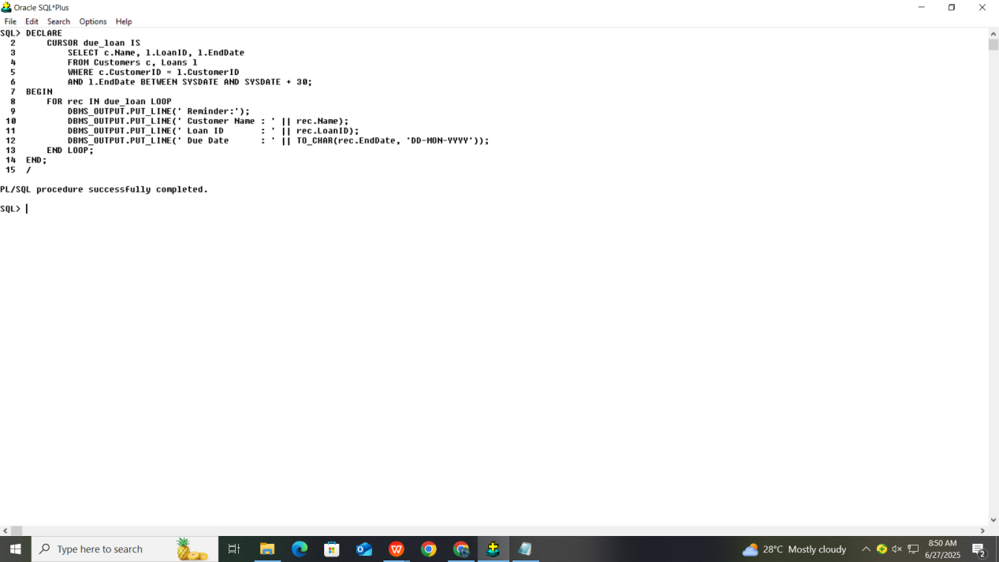 Oracle SQL*Plus
File Edit Search Options Help
SQL> DECLARE
  2      CURSOR due_loan IS
  3          SELECT c.Name, l.LoanID, l.EndDate
  4          FROM Customers c, Loans l
  5          WHERE c.CustomerID = l.CustomerID
  6          AND l.EndDate BETWEEN SYSDATE AND SYSDATE + 30;
  7  BEGIN
  8      FOR rec IN due_loan LOOP
  9          DBMS_OUTPUT.PUT_LINE(' Reminder:');
 10          DBMS_OUTPUT.PUT_LINE(' Customer Name : ' || rec.Name);
 11          DBMS_OUTPUT.PUT_LINE(' Loan ID       : ' || rec.LoanID);
 12          DBMS_OUTPUT.PUT_LINE(' Due Date      : ' || TO_CHAR(rec.EndDate, 'DD-MON-YYYY'));
 13      END LOOP;
 14  END;
 15  /
PL/SQL procedure successfully completed.
SQL>
Type here to search
28°C Mostly cloudy
8:50 AM
6/27/2025
2